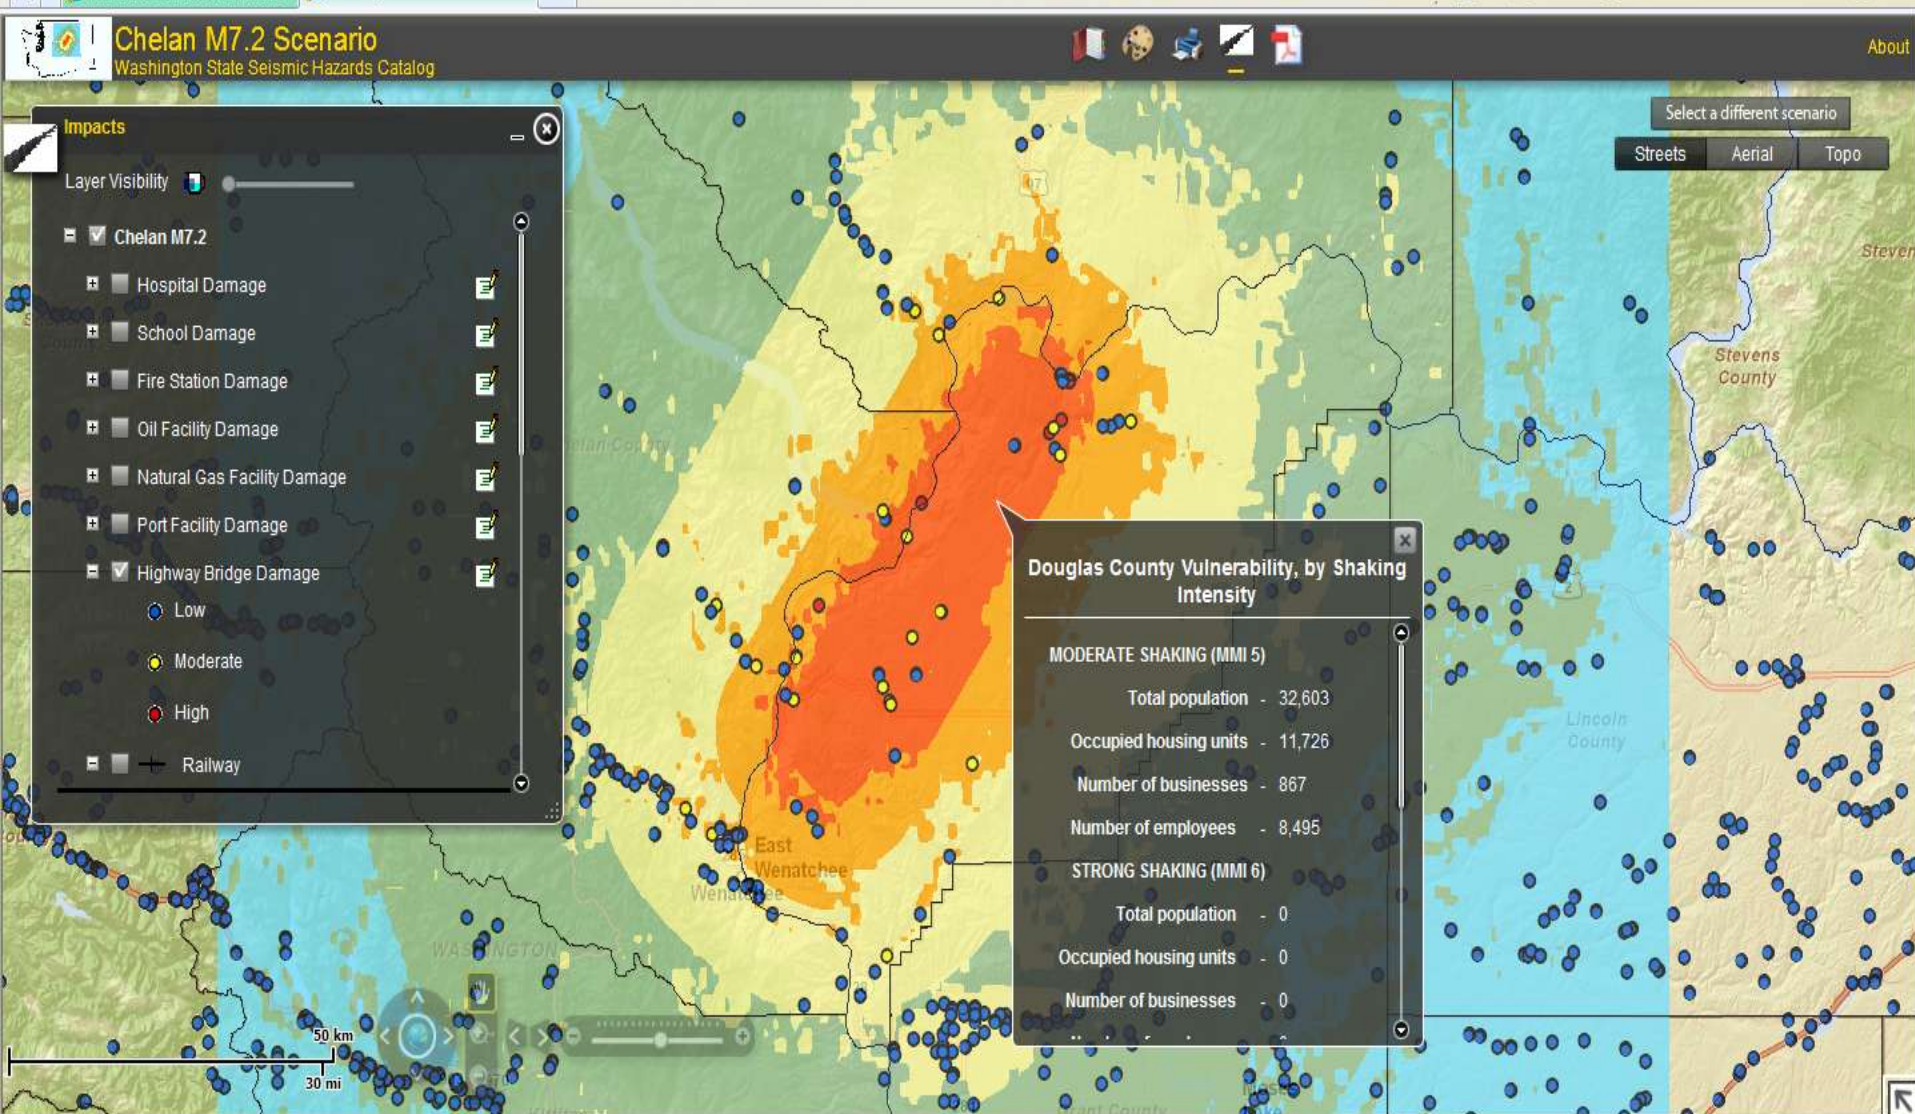 Chelan M7.2 Scenario
Washington State Seismic Hazards Catalog
About
Select a different scenario
Streets
Aerial
Topo
Impacts
Layer Visibility
Chelan M7.2
Hospital Damage
School Damage
Fire Station Damage
Oil Facility Damage
Natural Gas Facility Damage
Port Facility Damage
Highway Bridge Damage
Low
Moderate
High
Railway
Douglas County Vulnerability, by Shaking
Intensity
MODERATE SHAKING (MMI 5)
Total population - 32,603
Occupied housing units - 11,726
Number of businesses - 867
Number of employees - 8,495
STRONG SHAKING (MMI 6)
Total population - 0
Occupied housing units - 0
Number of businesses - 0
97
Steven
Stevens
County
2
Lincoln
County
East
Wenatchee
Wenatchee
WASHINGTON
50 km
30 mi
Grant County